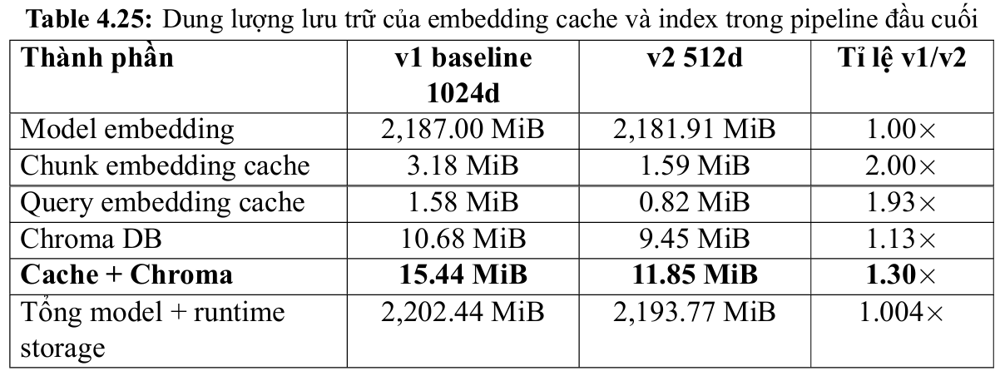 Table 4.25: Dung lượng lưu trữ của embedding cache và index trong pipeline đầu cuối
Thành phần v1 baseline 1024d v2 512d Tỉ lệ v1/v2
Model embedding 2,187.00 MiB 2,181.91 MiB 1.00×
Chunk embedding cache 3.18 MiB 1.59 MiB 2.00×
Query embedding cache 1.58 MiB 0.82 MiB 1.93×
Chroma DB 10.68 MiB 9.45 MiB 1.13×
Cache + Chroma 15.44 MiB 11.85 MiB 1.30×
Tổng model + runtime storage 2,202.44 MiB 2,193.77 MiB 1.004×